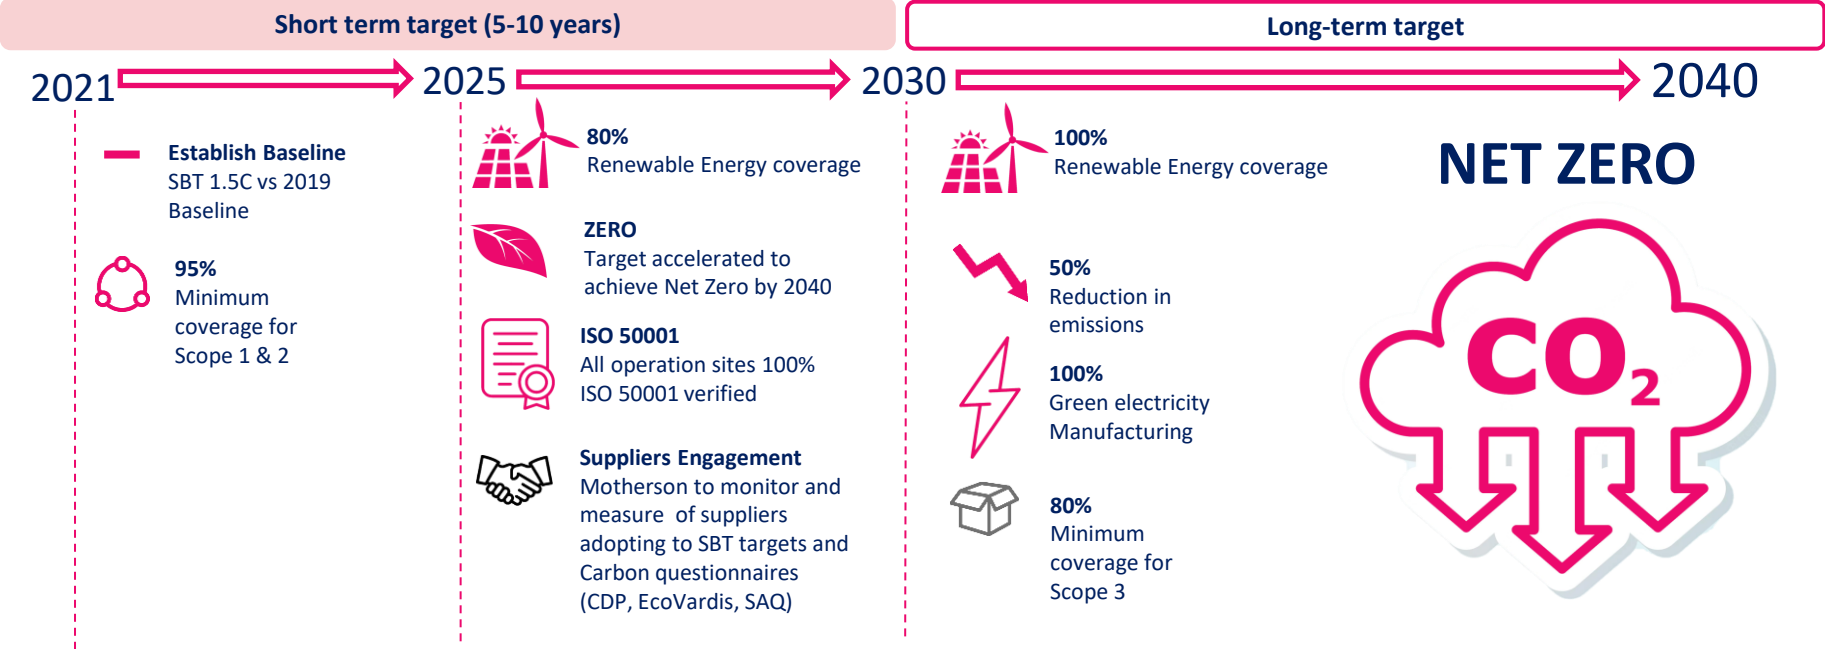 Short term target (5-10 years)
Long-term target
2021
2025
2030
2040
Establish Baseline
SBT 1.5C vs 2019
Baseline
95%
Minimum
coverage for
Scope 1 & 2
80%
Renewable Energy coverage
ZERO
Target accelerated to
achieve Net Zero by 2040
ISO 50001
All operation sites 100%
ISO 50001 verified
Suppliers Engagement
Motherson to monitor and
measure of suppliers
adopting to SBT targets and
Carbon questionnaires
(CDP, EcoVardis, SAQ)
100%
Renewable Energy coverage
50%
Reduction in
emissions
100%
Green electricity
Manufacturing
80%
Minimum
coverage for
Scope 3
NET ZERO
CO₂